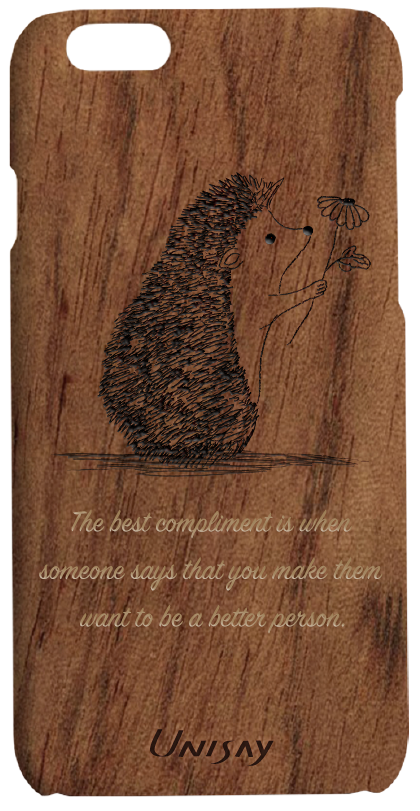 The best compliment is when
someone says that you make them
want to be a better person.
UNISAY